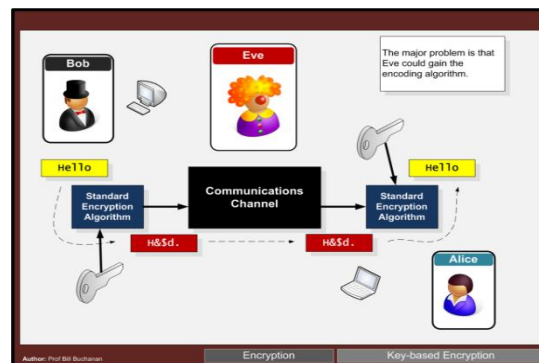 Bob
Eve
The major problem is that
Eve could gain the
encoding algorithm.
Hello
Hello
Standard
Encryption
Algorithm
Communications
Channel
Standard
Encryption
Algorithm
H&$d.
H&$d.
Alice
Author: Prof Bill Buchanan
Encryption
Key-based Encryption